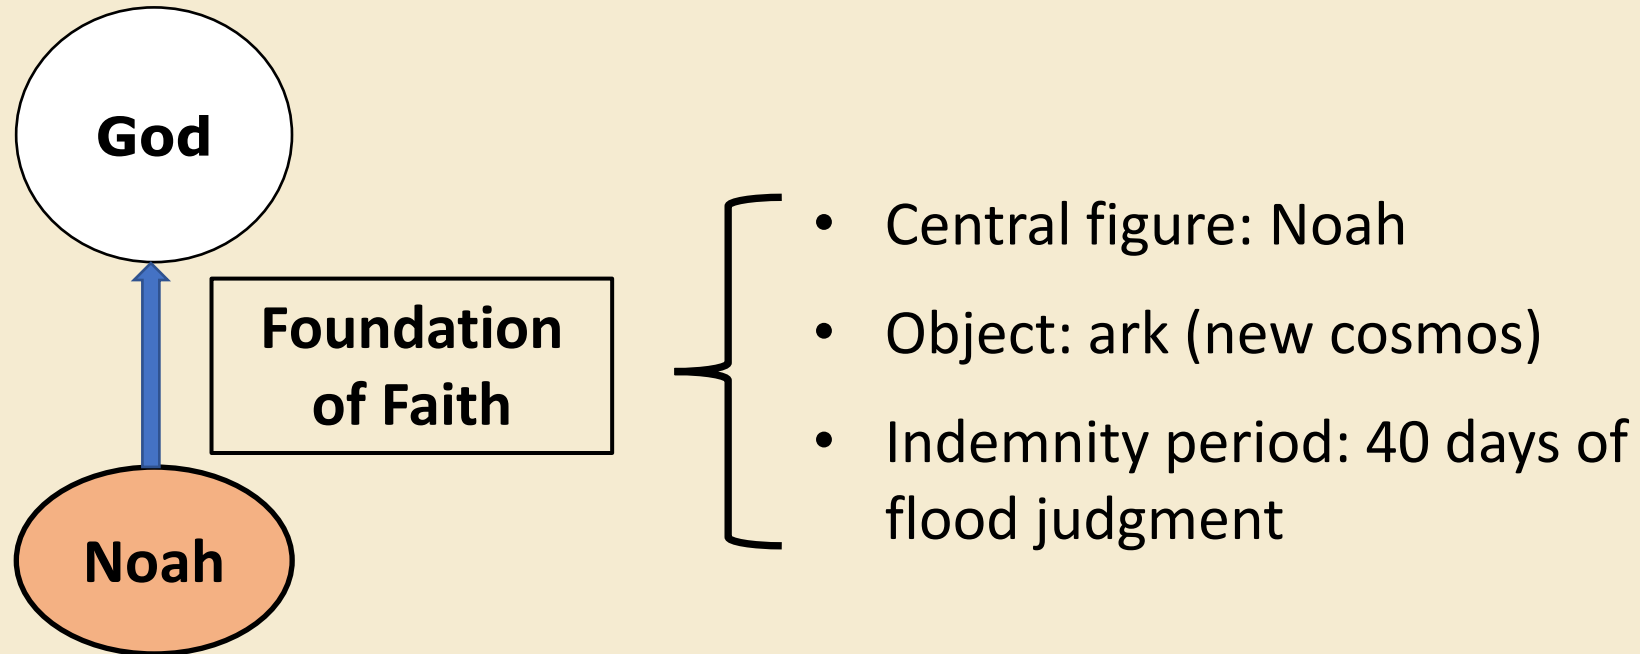 God
Foundation
of Faith
Noah
• Central figure: Noah
• Object: ark (new cosmos)
• Indemnity period: 40 days of
flood judgment